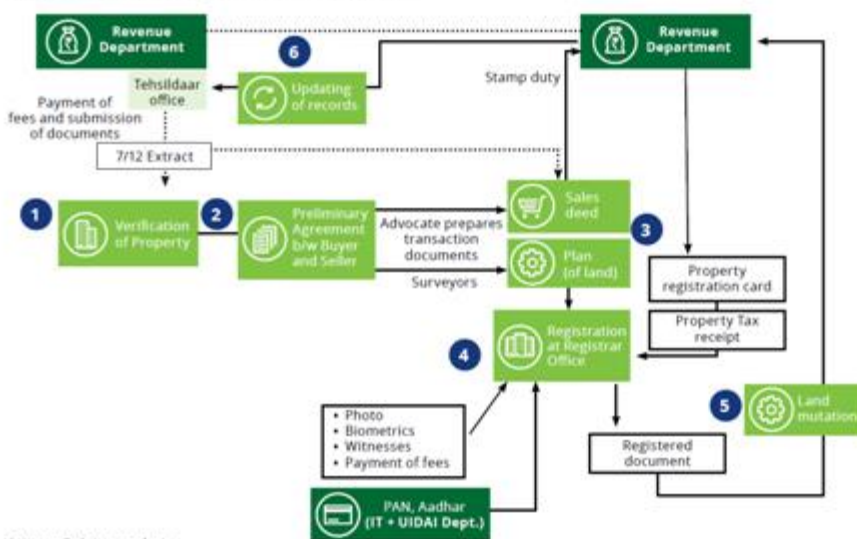 Revenue
Department
Revenue
Department
6
Stamp duty
Tehsildaar
office
Updating
of records
Payment of
fees and submission
of documents
7/12 Extract
1
Verification
of Property
2
Preliminary
Agreement
b/w Buyer
and Seller
Advocate prepares
transaction
documents
Surveyors
Sales
deed
3
Plan
(of land)
Property
registration card
Property Tax
receipt
4
Registration
at Registrar
Office
5
Land
mutation
• Photo
• Biometrics
• Witnesses
• Payment of fees
Registered
document
PAN, Aadhar
(IT + UIDAI Dept.)